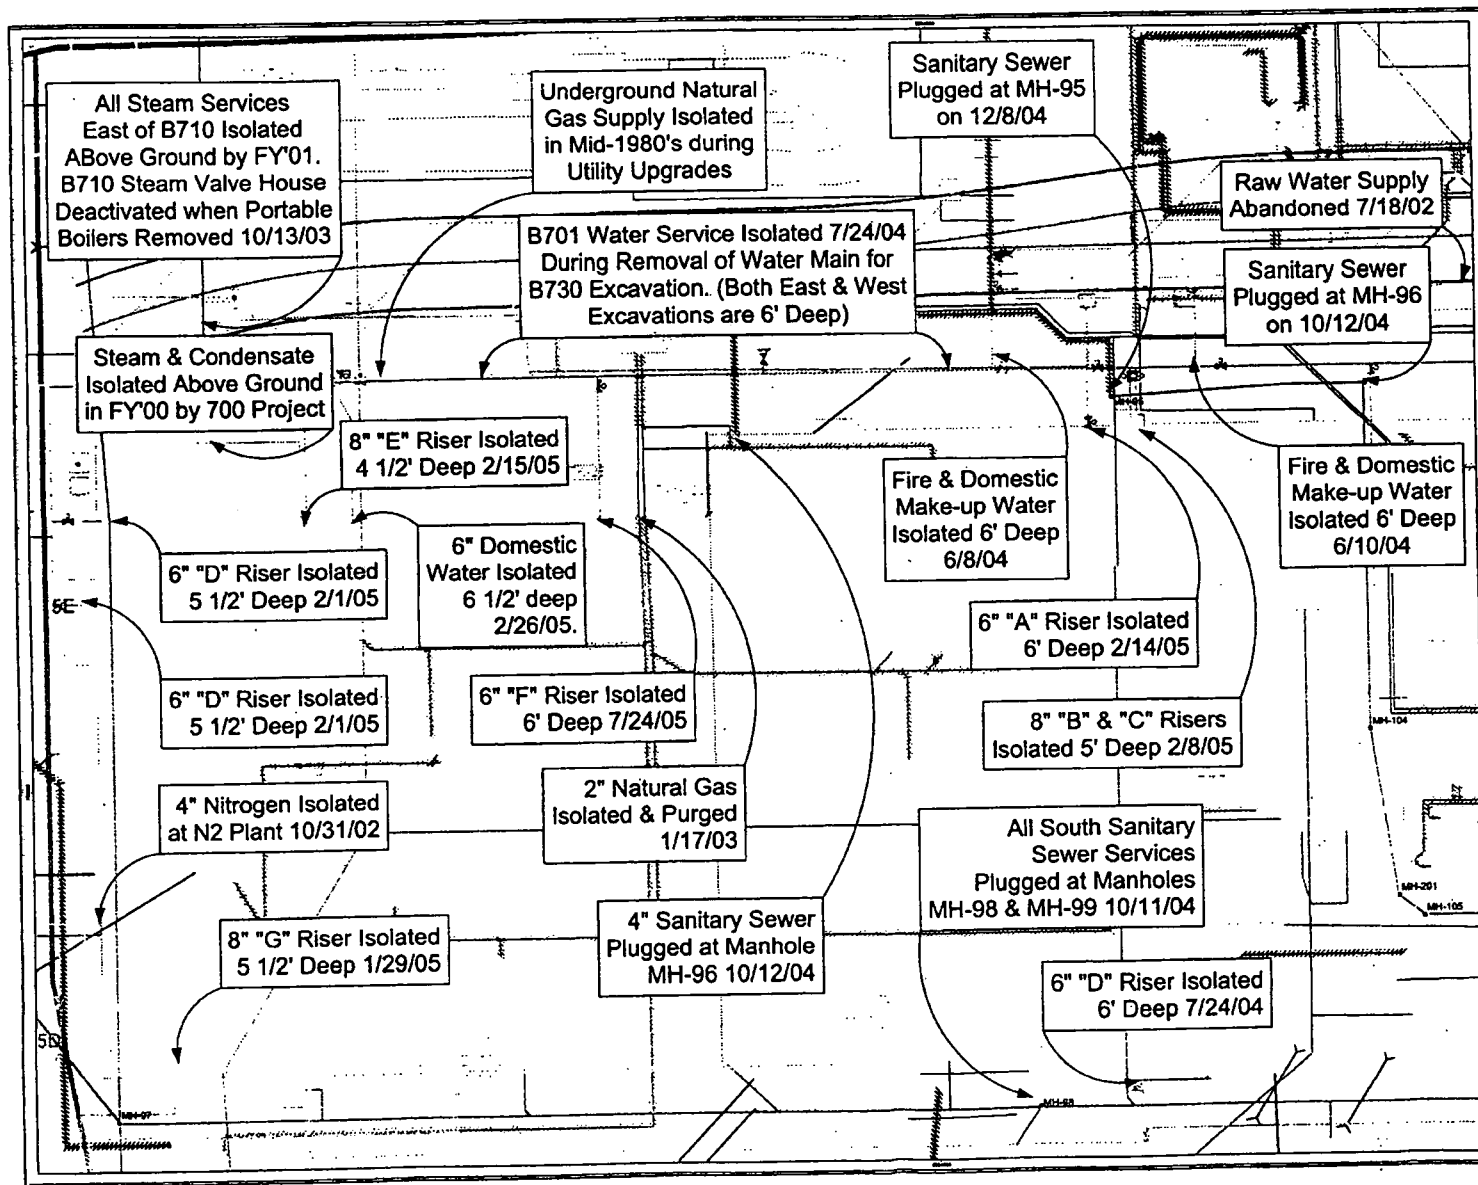 All Steam Services
East of B710 Isolated
ABove Ground by FY'01.
B710 Steam Valve House
Deactivated when Portable
Boilers Removed 10/13/03
Underground Natural
Gas Supply Isolated
in Mid-1980's during
Utility Upgrades
Sanitary Sewer
Plugged at MH-95
on 12/8/04
Raw Water Supply
Abandoned 7/18/02
B701 Water Service Isolated 7/24/04
During Removal of Water Main for
B730 Excavation. (Both East & West
Excavations are 6' Deep)
Sanitary Sewer
Plugged at MH-96
on 10/12/04
Steam & Condensate
Isolated Above Ground
in FY'00 by 700 Project
8" "E" Riser Isolated
4 1/2' Deep 2/15/05
Fire & Domestic
Make-up Water
Isolated 6' Deep
6/8/04
Fire & Domestic
Make-up Water
Isolated 6' Deep
6/10/04
6" "D" Riser Isolated
5 1/2' Deep 2/1/05
6" Domestic
Water Isolated
6 1/2' deep
2/26/05.
5E
6" "A" Riser Isolated
6' Deep 2/14/05
6" "D" Riser Isolated
5 1/2' Deep 2/1/05
6" "F" Riser Isolated
6' Deep 7/24/05
8" "B" & "C" Risers
Isolated 5' Deep 2/8/05
MH-104
4" Nitrogen Isolated
at N2 Plant 10/31/02
2" Natural Gas
Isolated & Purged
1/17/03
All South Sanitary
Sewer Services
Plugged at Manholes
MH-98 & MH-99 10/11/04
MH-201
MH-105
8" "G" Riser Isolated
5 1/2' Deep 1/29/05
4" Sanitary Sewer
Plugged at Manhole
MH-96 10/12/04
6" "D" Riser Isolated
6' Deep 7/24/04
5D
MH-97
MH-98